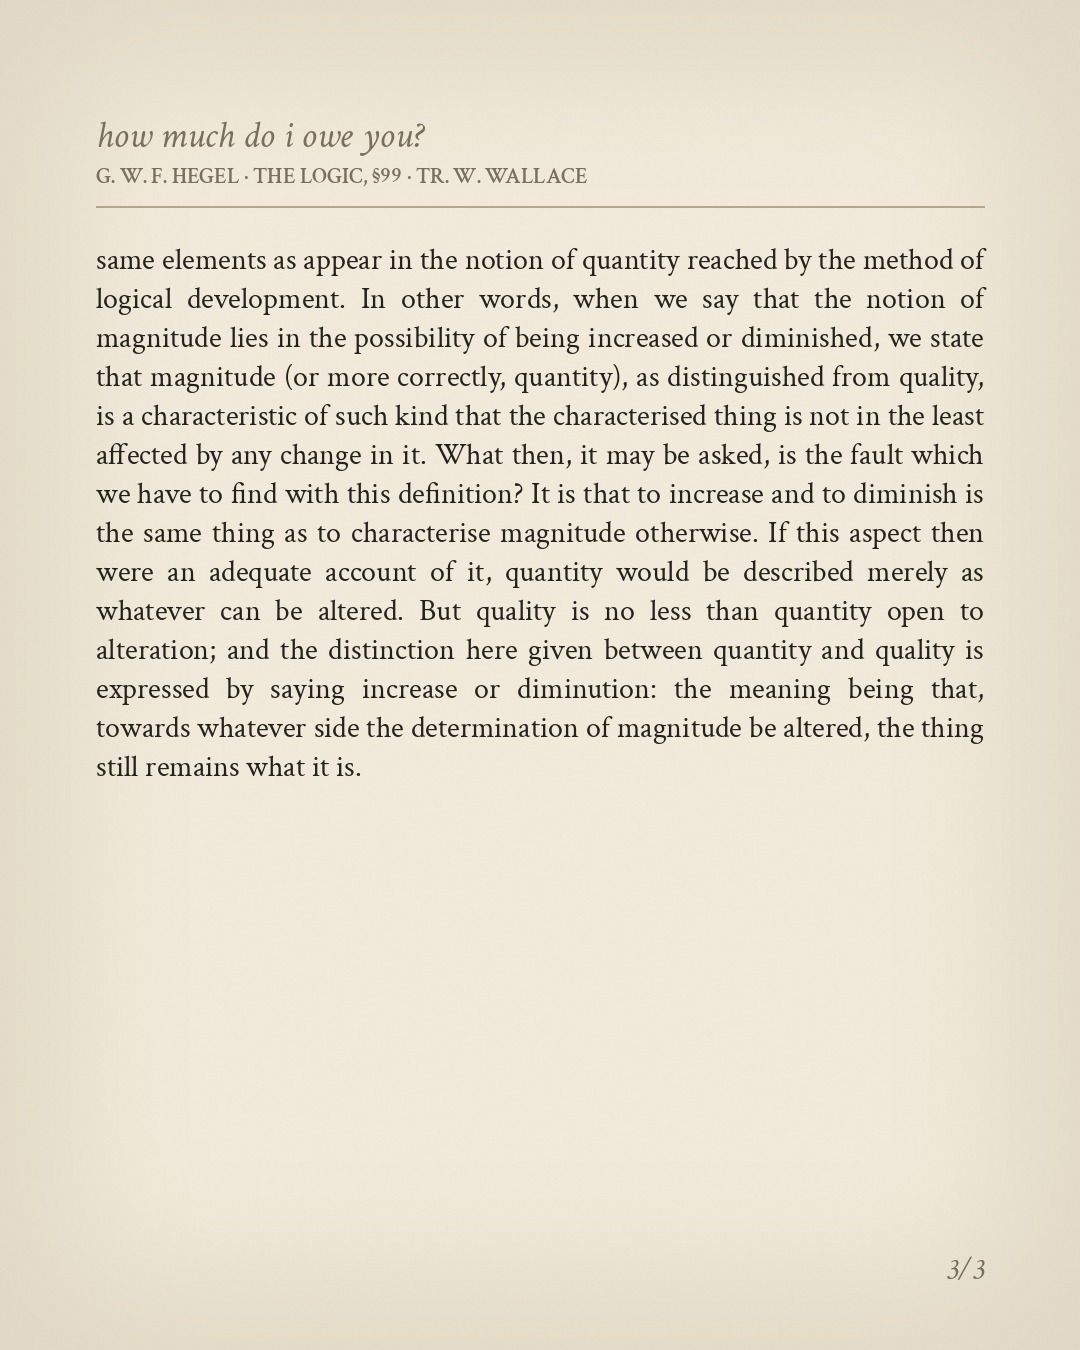 how much do i owe you?
G. W. F. HEGEL · THE LOGIC, §99 · TR. W. WALLACE
same elements as appear in the notion of quantity reached by the method of
logical development. In other words, when we say that the notion of
magnitude lies in the possibility of being increased or diminished, we state
that magnitude (or more correctly, quantity), as distinguished from quality,
is a characteristic of such kind that the characterised thing is not in the least
affected by any change in it. What then, it may be asked, is the fault which
we have to find with this definition? It is that to increase and to diminish is
the same thing as to characterise magnitude otherwise. If this aspect then
were an adequate account of it, quantity would be described merely as
whatever can be altered. But quality is no less than quantity open to
alteration; and the distinction here given between quantity and quality is
expressed by saying increase or diminution: the meaning being that,
towards whatever side the determination of magnitude be altered, the thing
still remains what it is.
3/3